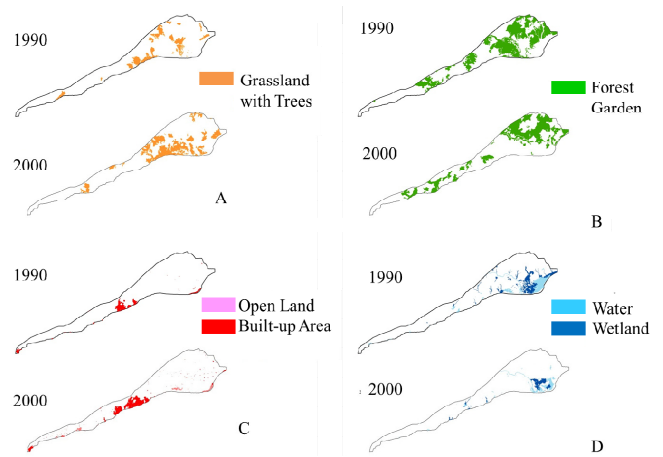 1990
Grassland
with Trees
2000
A
1990
Forest
Garden
2000
B
1990
Open Land
Built-up Area
2000
C
1990
Water
Wetland
2000
D